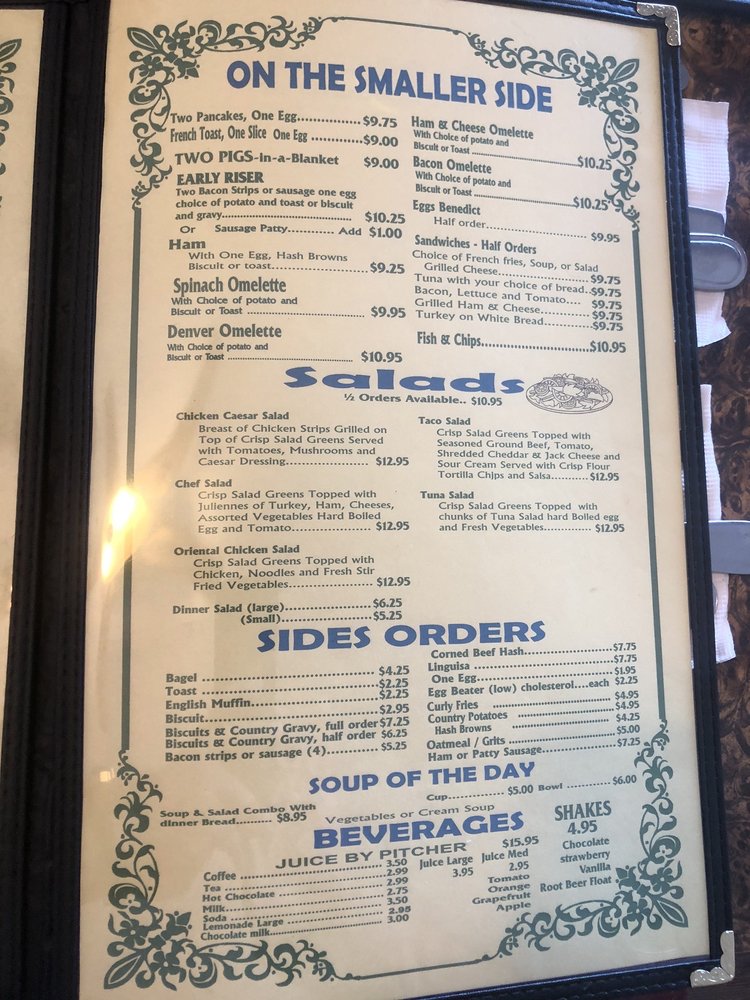 ON THE SMALLER SIDE
Two Pancakes, One Egg................ $9.75
French Toast, One Slice One Egg ............ $9.00
TWO PIGS-in-a-Blanket $9.00
EARLY RISER
Two Bacon Strips or sausage one egg
choice of potato and toast or biscuit
and gravy................................... $10.25
Or Sausage Patty............ Add $1.00
Ham
With One Egg, Hash Browns
Biscuit or toast........................ $9.25
Spinach Omelette
With Choice of potato and
Biscuit or Toast .................................. $9.95
Denver Omelette
With Choice of potato and
Biscuit or Toast .................................. $10.95
Ham & Cheese Omelette
With Choice of potato and
Biscuit or Toast ..............................$10.25
Bacon Omelette
With Choice of potato and
Biscuit or Toast ..............................$10.25
Eggs Benedict
Half order............................$9.95
Sandwiches - Half Orders
Choice of French fries, Soup, or Salad
Grilled Cheese........................$9.75
Tuna with your choice of bread..$9.75
Bacon, Lettuce and Tomato.... $9.75
Grilled Ham & Cheese.............$9.75
Turkey on White Bread............$9.75
Fish & Chips............................$10.95
Salads
½ Orders Available.. $10.95
Chicken Caesar Salad
Breast of Chicken Strips Grilled on
Top of Crisp Salad Greens Served
with Tomatoes, Mushrooms and
Caesar Dressing...................... $12.95
Chef Salad
Crisp Salad Greens Topped with
Juliennes of Turkey, Ham, Cheeses,
Assorted Vegetables Hard Boiled
Egg and Tomato..................... $12.95
Oriental Chicken Salad
Crisp Salad Greens Topped with
Chicken, Noodles and Fresh Stir
Fried Vegetables..................... $12.95
Dinner Salad (large)..................... $6.25
(Small)..................... $5.25
Taco Salad
Crisp Salad Greens Topped with
Seasoned Ground Beef, Tomato,
Shredded Cheddar & Jack Cheese and
Sour Cream Served with Crisp Flour
Tortilla Chips and Salsa........... $12.95
Tuna Salad
Crisp Salad Greens Topped with
chunks of Tuna Salad hard Boiled egg
and Fresh Vegetables............... $12.95
SIDES ORDERS
Bagel ........................................ $4.25
Toast ........................................ $2.25
English Muffin............................. $2.25
Biscuit........................................ $2.95
Biscuits & Country Gravy, full order $7.25
Biscuits & Country Gravy, half order $6.25
Bacon strips or sausage (4)........... $5.25
Corned Beef Hash.....................$7.75
Linguisa ..................................$7.75
One Egg..................................$1.95
Egg Beater (low) cholesterol....each $2.25
Curly Fries ..............................$4.95
Country Potatoes .....................$4.95
Hash Browns ...........................$4.25
Oatmeal / Grits ........................$5.00
Ham or Patty Sausage................$7.25
SOUP OF THE DAY
Cup..................$5.00 Bowl ............$6.00
Vegetables or Cream Soup
Soup & Salad Combo With
dinner Bread.......... $8.95
BEVERAGES
JUICE BY PITCHER $15.95
Coffee ........................ 3.50
Tea ........................ 2.99
Hot Chocolate ........................ 2.99
Milk........................ 2.75
Soda ........................ 3.50
Lemonade Large ........................ 2.95
Chocolate milk........................ 3.00
Juice Large
3.95
Juice Med
2.95
Tomato
Orange
Grapefruit
Apple
SHAKES
4.95
Chocolate
strawberry
Vanilla
Root Beer Float